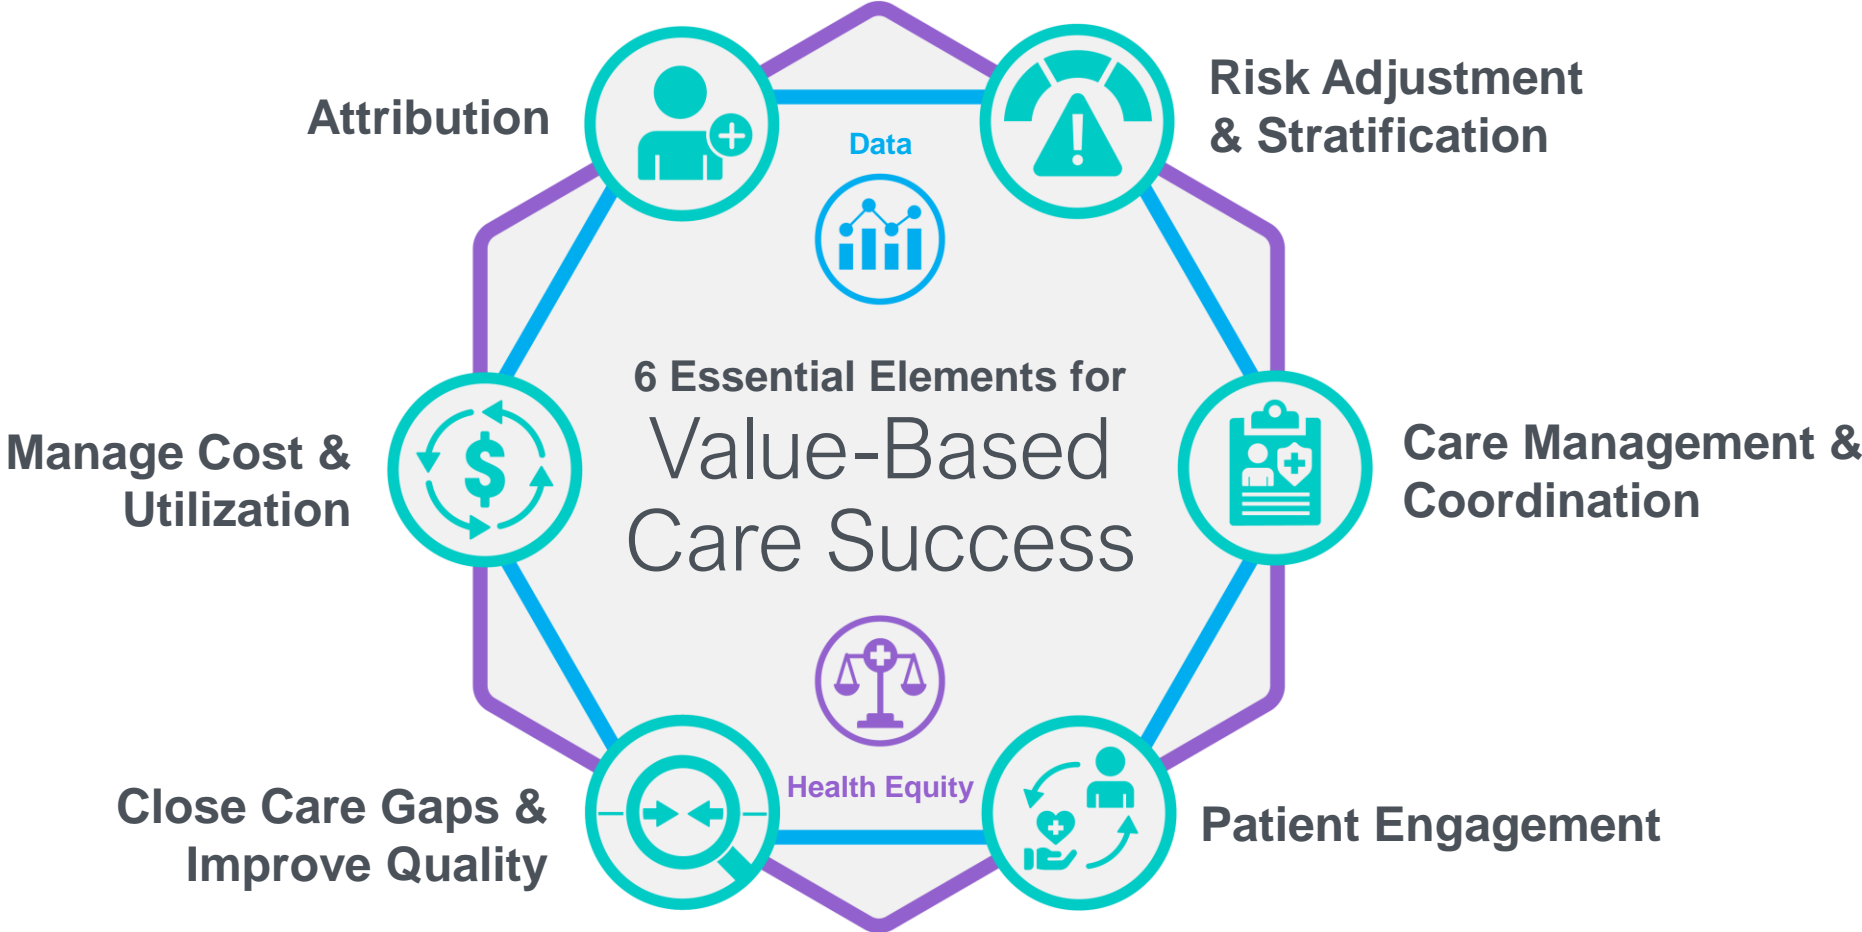 Attribution
Risk Adjustment
& Stratification
Data
6 Essential Elements for
Value-Based
Care Success
Manage Cost &
Utilization
Care Management &
Coordination
Health Equity
Close Care Gaps &
Improve Quality
Patient Engagement